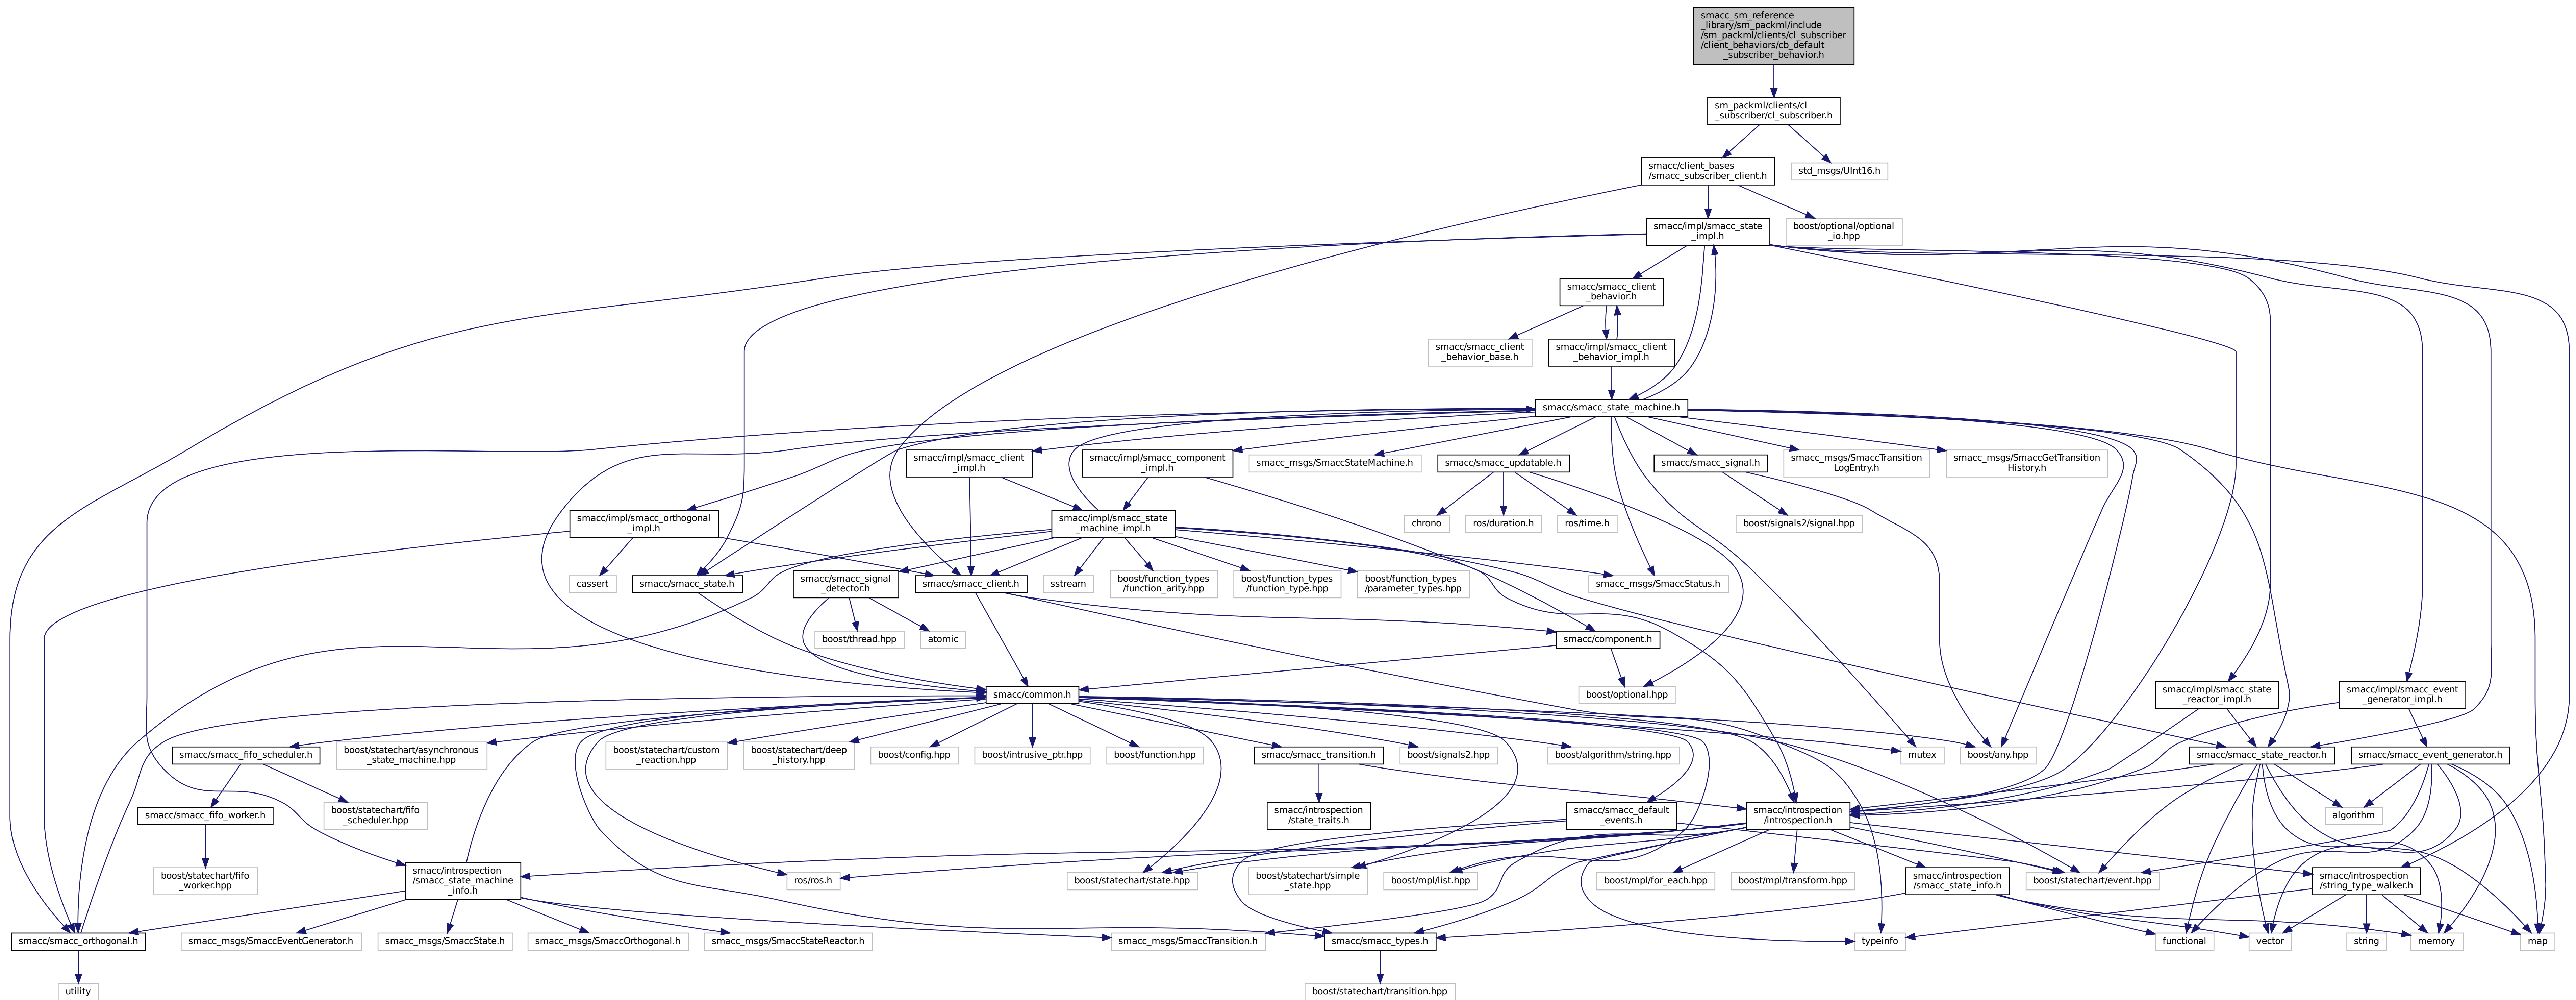 smacc_sm_reference
_library/sm_packml/include
/sm_packml/clients/cl_subscriber
/client_behaviors/cb_default
_subscriber_behavior.h
sm_packml/clients/cl
_subscriber/cl_subscriber.h
smacc/client_bases
/smacc_subscriber_client.h
std_msgs/UInt16.h
smacc/impl/smacc_state
_impl.h
boost/optional/optional
_io.hpp
smacc/smacc_client
_behavior.h
smacc/smacc_client
_behavior_base.h
smacc/impl/smacc_client
_behavior_impl.h
smacc/smacc_state_machine.h
smacc/impl/smacc_client
_impl.h
smacc/impl/smacc_component
_impl.h
smacc_msgs/SmaccStateMachine.h
smacc/smacc_updatable.h
smacc/smacc_signal.h
smacc_msgs/SmaccTransition
LogEntry.h
smacc_msgs/SmaccGetTransition
History.h
smacc/impl/smacc_orthogonal
_impl.h
smacc/impl/smacc_state
_machine_impl.h
chrono
ros/duration.h
ros/time.h
boost/signals2/signal.hpp
cassert
smacc/smacc_state.h
smacc/smacc_signal
_detector.h
smacc/smacc_client.h
sstream
boost/function_types
/function_arity.hpp
boost/function_types
/function_type.hpp
boost/function_types
/parameter_types.hpp
smacc_msgs/SmaccStatus.h
boost/thread.hpp
atomic
smacc/component.h
smacc/common.h
boost/optional.hpp
smacc/impl/smacc_state
_reactor_impl.h
smacc/impl/smacc_event
_generator_impl.h
smacc/smacc_fifo_scheduler.h
boost/statechart/asynchronous
_state_machine.hpp
boost/statechart/custom
_reaction.hpp
boost/statechart/deep
_history.hpp
boost/config.hpp
boost/intrusive_ptr.hpp
boost/function.hpp
smacc/smacc_transition.h
boost/signals2.hpp
boost/algorithm/string.hpp
mutex
boost/any.hpp
smacc/smacc_state_reactor.h
smacc/smacc_event_generator.h
smacc/smacc_fifo_worker.h
boost/statechart/fifo
_scheduler.hpp
smacc/introspection
/state_traits.h
smacc/smacc_default
_events.h
smacc/introspection
/introspection.h
algorithm
boost/statechart/fifo
_worker.hpp
smacc/introspection
/smacc_state_machine
_info.h
ros/ros.h
boost/statechart/state.hpp
boost/statechart/simple
_state.hpp
boost/mpl/list.hpp
boost/mpl/for_each.hpp
boost/mpl/transform.hpp
smacc/introspection
/smacc_state_info.h
boost/statechart/event.hpp
smacc/introspection
/string_type_walker.h
smacc/smacc_orthogonal.h
smacc_msgs/SmaccEventGenerator.h
smacc_msgs/SmaccState.h
smacc_msgs/SmaccOrthogonal.h
smacc_msgs/SmaccStateReactor.h
smacc_msgs/SmaccTransition.h
smacc/smacc_types.h
typeinfo
functional
vector
string
memory
map
utility
boost/statechart/transition.hpp